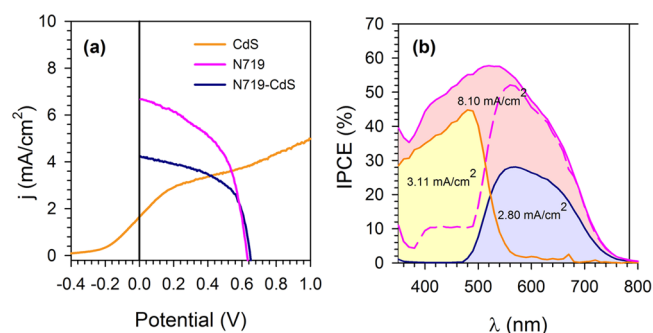 (a)
CdS
N719
N719-CdS
j (mA/cm²)
10
8
6
4
2
0
-0.4 -0.2 0.0 0.2 0.4 0.6 0.8 1.0
Potential (V)
(b)
IPCE (%)
70
60
50
40
30
20
10
0
8.10 mA/cm²
3.11 mA/cm²
2.80 mA/cm²
400 500 600 700 800
λ (nm)